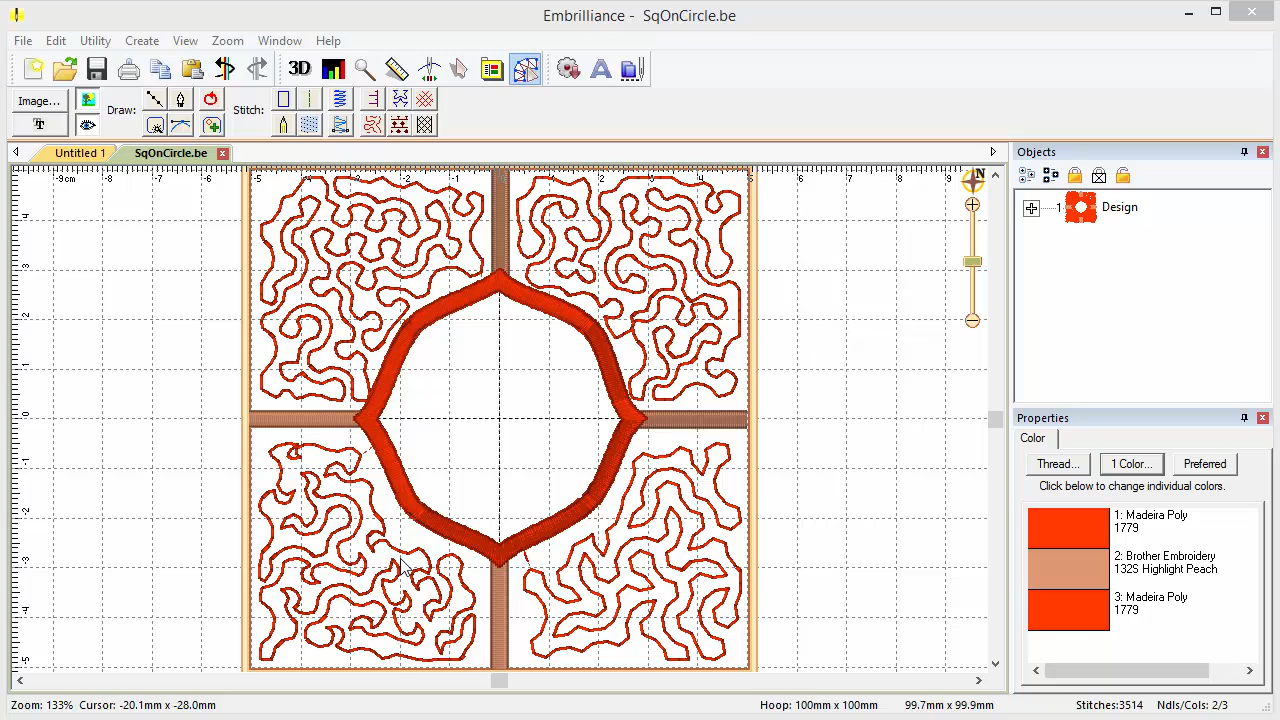 Embrilliance - SqOnCircle.be
File Edit Utility Create View Zoom Window Help
3D A
Image... Draw: Stitch:
T
Untitled 1 SqOnCircle.be
N
Objects
1 Design
Properties
Color
Thread... 1 Color... Preferred
Click below to change individual colors.
1: Madeira Poly
1779
2: Brother Embroidery
132S Highlight Peach
3: Madeira Poly
1779
Zoom: 133% Cursor: -20.1mm x -28.0mm Hoop: 100mm x 100mm 99.7mm x 99.9mm Stitches:3514 Ndls/Cols: 2/3